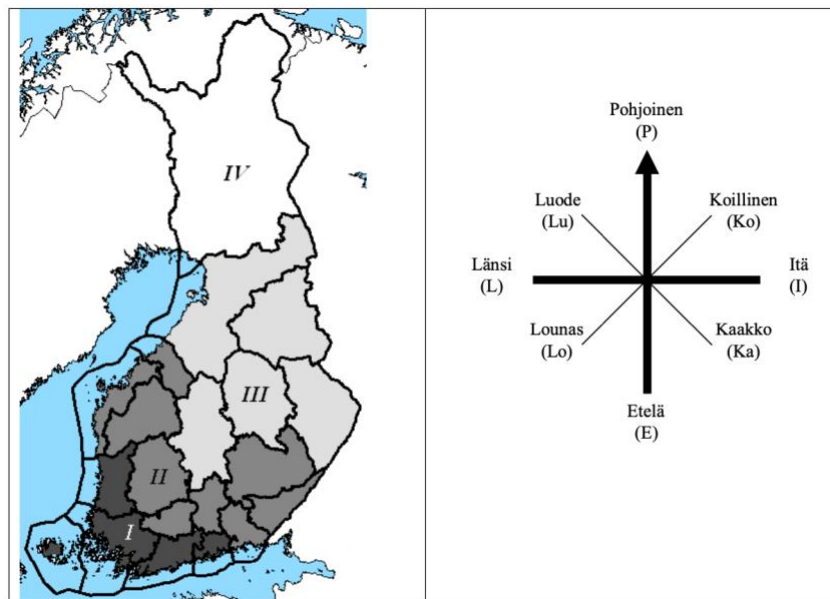 IV
III
II
I
Pohjoinen
(P)
Luode
(Lu)
Koillinen
(Ko)
Länsi
(L)
Itä
(I)
Lounas
(Lo)
Kaakko
(Ka)
Etelä
(E)